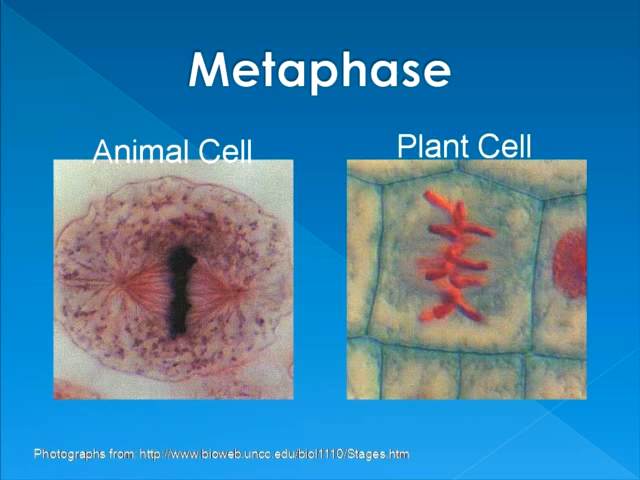 Metaphase
Animal Cell
Plant Cell
Photographs from: http://www.bioweb.uncc.edu/biol1110/Stages.htm